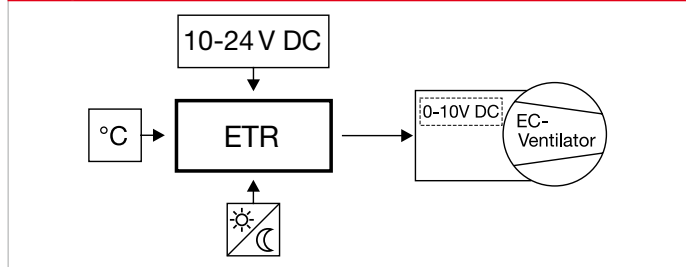 10-24 V DC
°C
ETR
0-10V DC
EC-
Ventilator